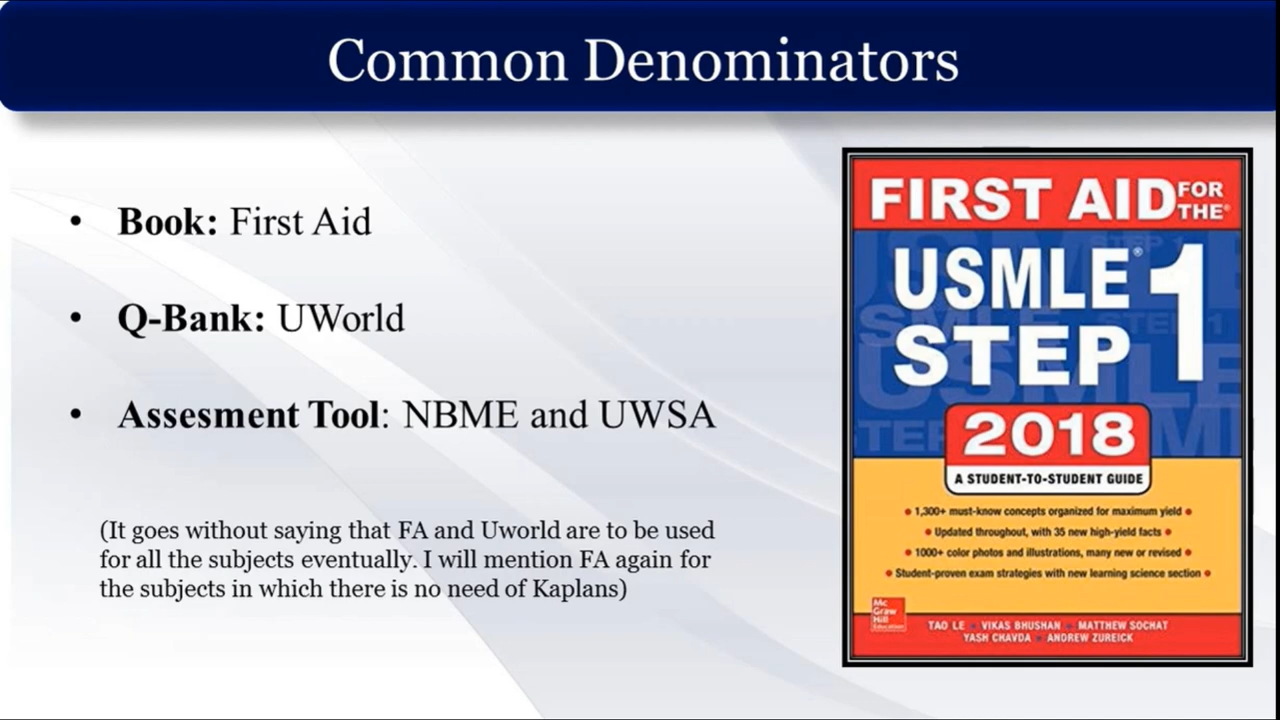 Common Denominators
• Book: First Aid
• Q-Bank: UWorld
• Assesment Tool: NBME and UWSA
(It goes without saying that FA and Uworld are to be used
for all the subjects eventually. I will mention FA again for
the subjects in which there is no need of Kaplans)
FIRST AID FOR
THE®
USMLE®
STEP 1
2018
A STUDENT-TO-STUDENT GUIDE
• 1,300+ must-know concepts organized for maximum yield •
• Updated throughout, with 35 new high-yield facts •
• 1000+ color photos and illustrations, many new or revised •
• Student-proven exam strategies with new learning science section •
Mc
Graw
Hill
Education
TAO LE • VIKAS BHUSHAN • MATTHEW SOCHAT
YASH CHAVDA • ANDREW ZUREICK